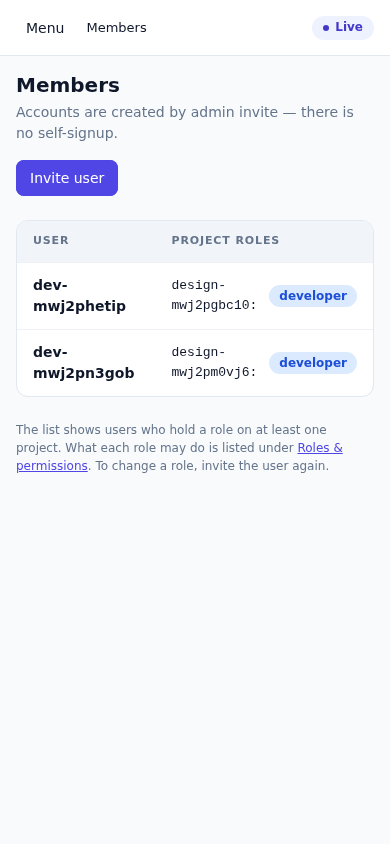 Menu Members Live
Members
Accounts are created by admin invite — there is
no self-signup.
Invite user
USER PROJECT ROLES
dev-
mwj2phetip
design-
mwj2pgbc10:
developer
dev-
mwj2pn3gob
design-
mwj2pm0vj6:
developer
The list shows users who hold a role on at least one
project. What each role may do is listed under Roles &
permissions. To change a role, invite the user again.